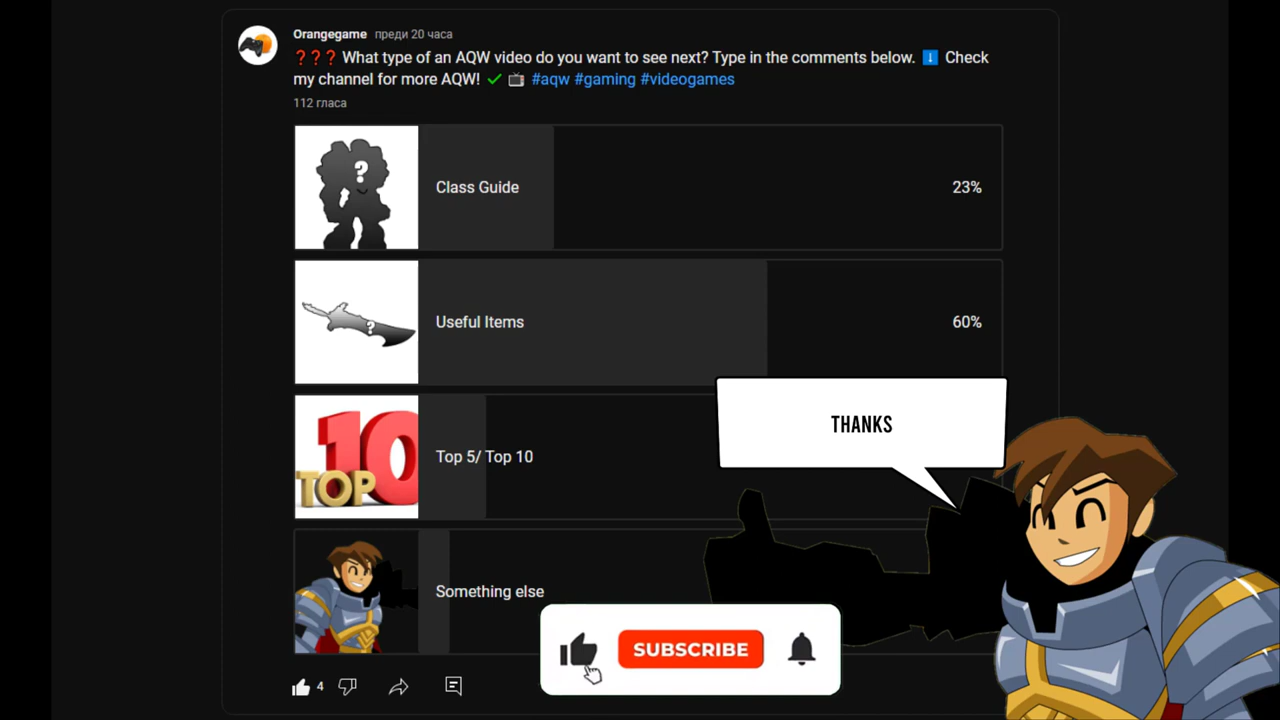 Orangegame преди 20 часа
❓❓❓ What type of an AQW video do you want to see next? Type in the comments below. ⬇️ Check
my channel for more AQW! ✔ 📺 #aqw #gaming #videogames
112 гласа
?
Class Guide
23%
?
Useful Items
60%
TOP 10
Top 5/ Top 10
THANKS
Something else
SUBSCRIBE
4